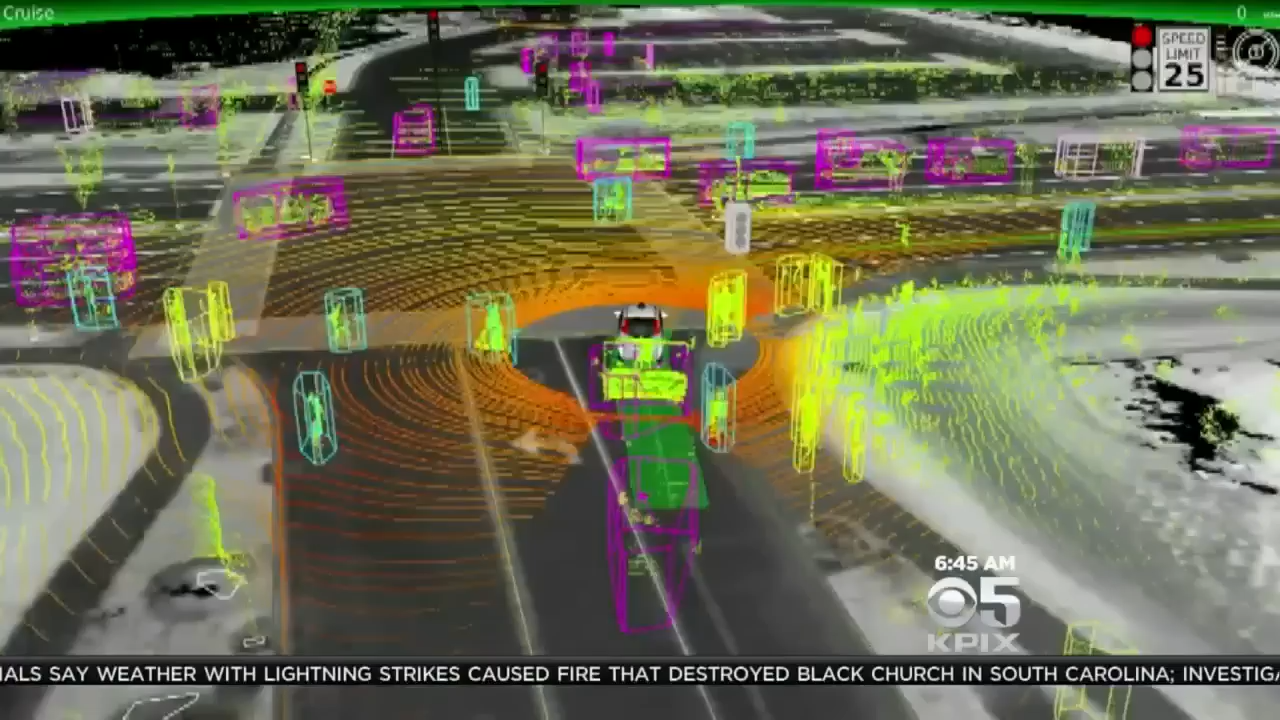 Cruise
0
SPEED
LIMIT
25
6:45 AM
5
KPIX
IALS SAY WEATHER WITH LIGHTNING STRIKES CAUSED FIRE THAT DESTROYED BLACK CHURCH IN SOUTH CAROLINA; INVESTIGA